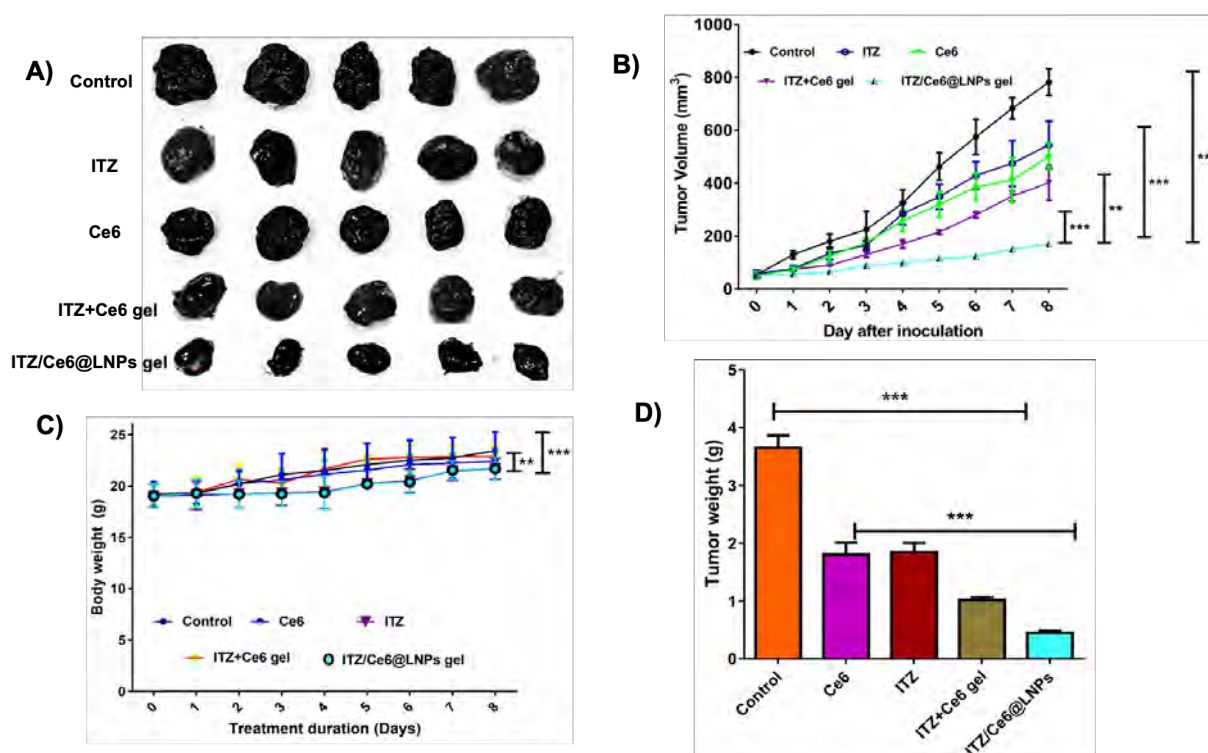 A)
Control
ITZ
Ce6
ITZ+Ce6 gel
ITZ/Ce6@LNPs gel
B)
1000
800
600
400
200
0
Tumor Volume (mm3)
Control ITZ Ce6
ITZ+Ce6 gel ITZ/Ce6@LNPs gel
***
**
***
**
0 1 2 3 4 5 6 7 8
Day after inoculation
C)
25
20
15
10
5
0
Body weight (g)
**
***
Control Ce6 ITZ
ITZ+Ce6 gel ITZ/Ce6@LNPs gel
0 1 2 3 4 5 6 7 8
Treatment duration (Days)
D)
5
4
3
2
1
0
Tumor weight (g)
***
***
Control
Ce6
ITZ
ITZ+Ce6 gel
ITZ/Ce6@LNPs